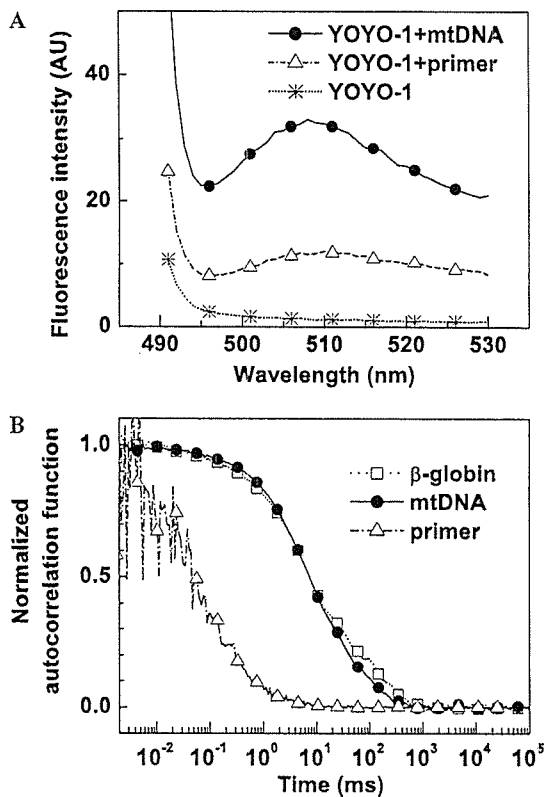 A
YOYO-1+mtDNA
YOYO-1+primer
YOYO-1
Fluorescence intensity (AU)
40
20
0
490 500 510 520 530
Wavelength (nm)
B
β-globin
mtDNA
primer
Normalized
autocorrelation function
1.0
0.5
0.0
10⁻² 10⁻¹ 10⁰ 10¹ 10² 10³ 10⁴ 10⁵
Time (ms)